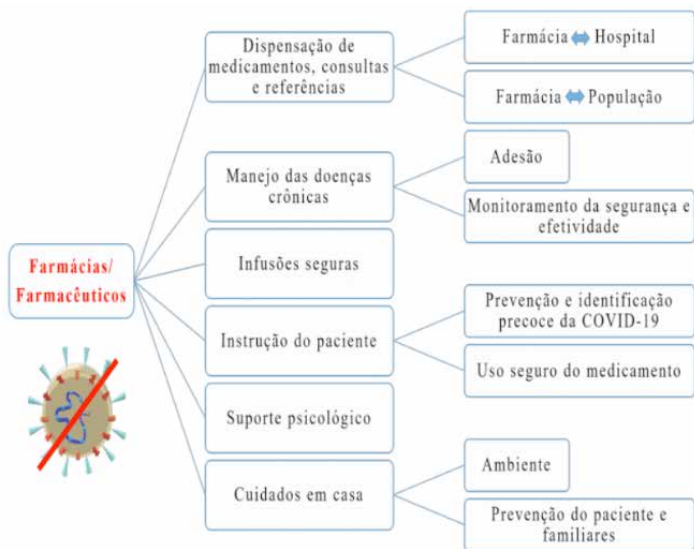 Farmácias/
Farmacêuticos
Dispensação de
medicamentos, consultas
e referências
Farmácia Hospital
Farmácia População
Manejo das doenças
crônicas
Adesão
Monitoramento da segurança e
efetividade
Infusões seguras
Instrução do paciente
Prevenção e identificação
precoce da COVID-19
Uso seguro do medicamento
Suporte psicológico
Cuidados em casa
Ambiente
Prevenção do paciente e
familiares